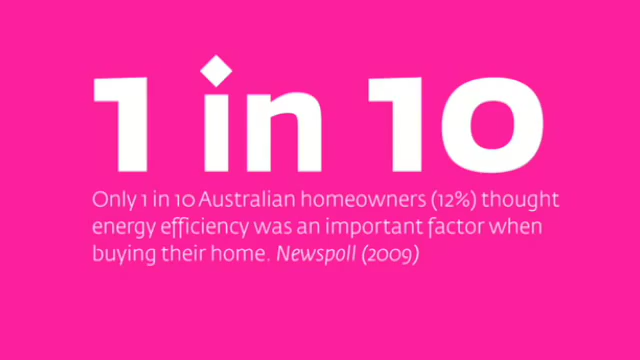 1 in 10
Only 1 in 10 Australian homeowners (12%) thought
energy efficiency was an important factor when
buying their home. Newspoll (2009)